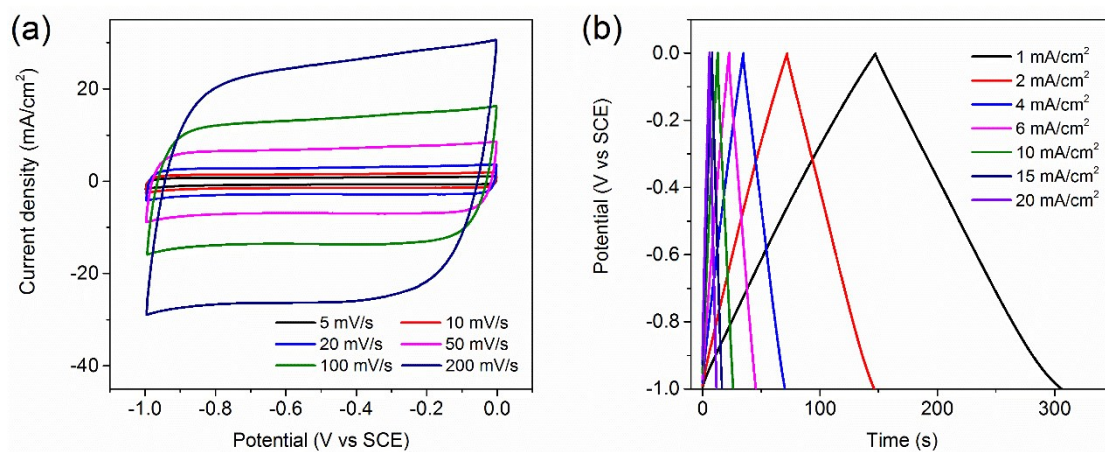 (a)
Current density (mA/cm²)
20
0
-20
-40
5 mV/s
10 mV/s
20 mV/s
50 mV/s
100 mV/s
200 mV/s
-1.0
-0.8
-0.6
-0.4
-0.2
0.0
Potential (V vs SCE)
(b)
Potential (V vs SCE)
0.0
-0.2
-0.4
-0.6
-0.8
-1.0
1 mA/cm²
2 mA/cm²
4 mA/cm²
6 mA/cm²
10 mA/cm²
15 mA/cm²
20 mA/cm²
0
100
200
300
Time (s)